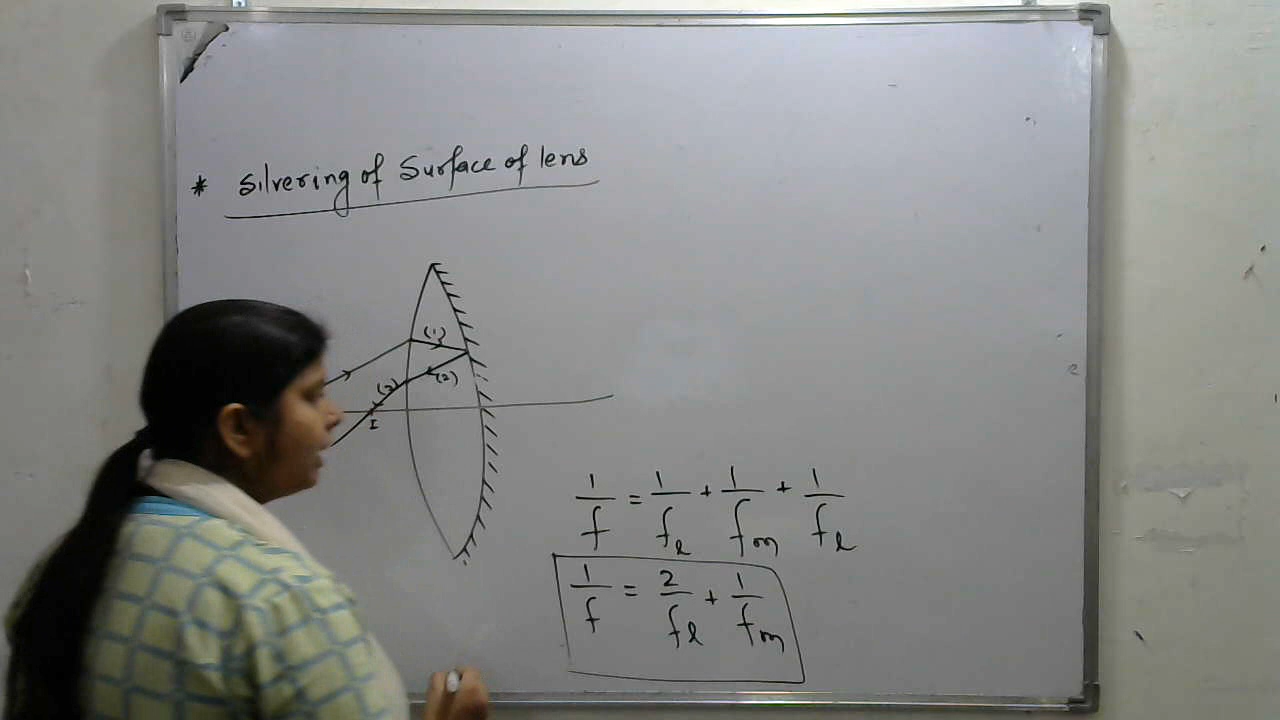 * Silvering of Surface of lens
(1)
(2)
(3)
I
1/f = 1/fl + 1/fm + 1/fl
1/f = 2/fl + 1/fm